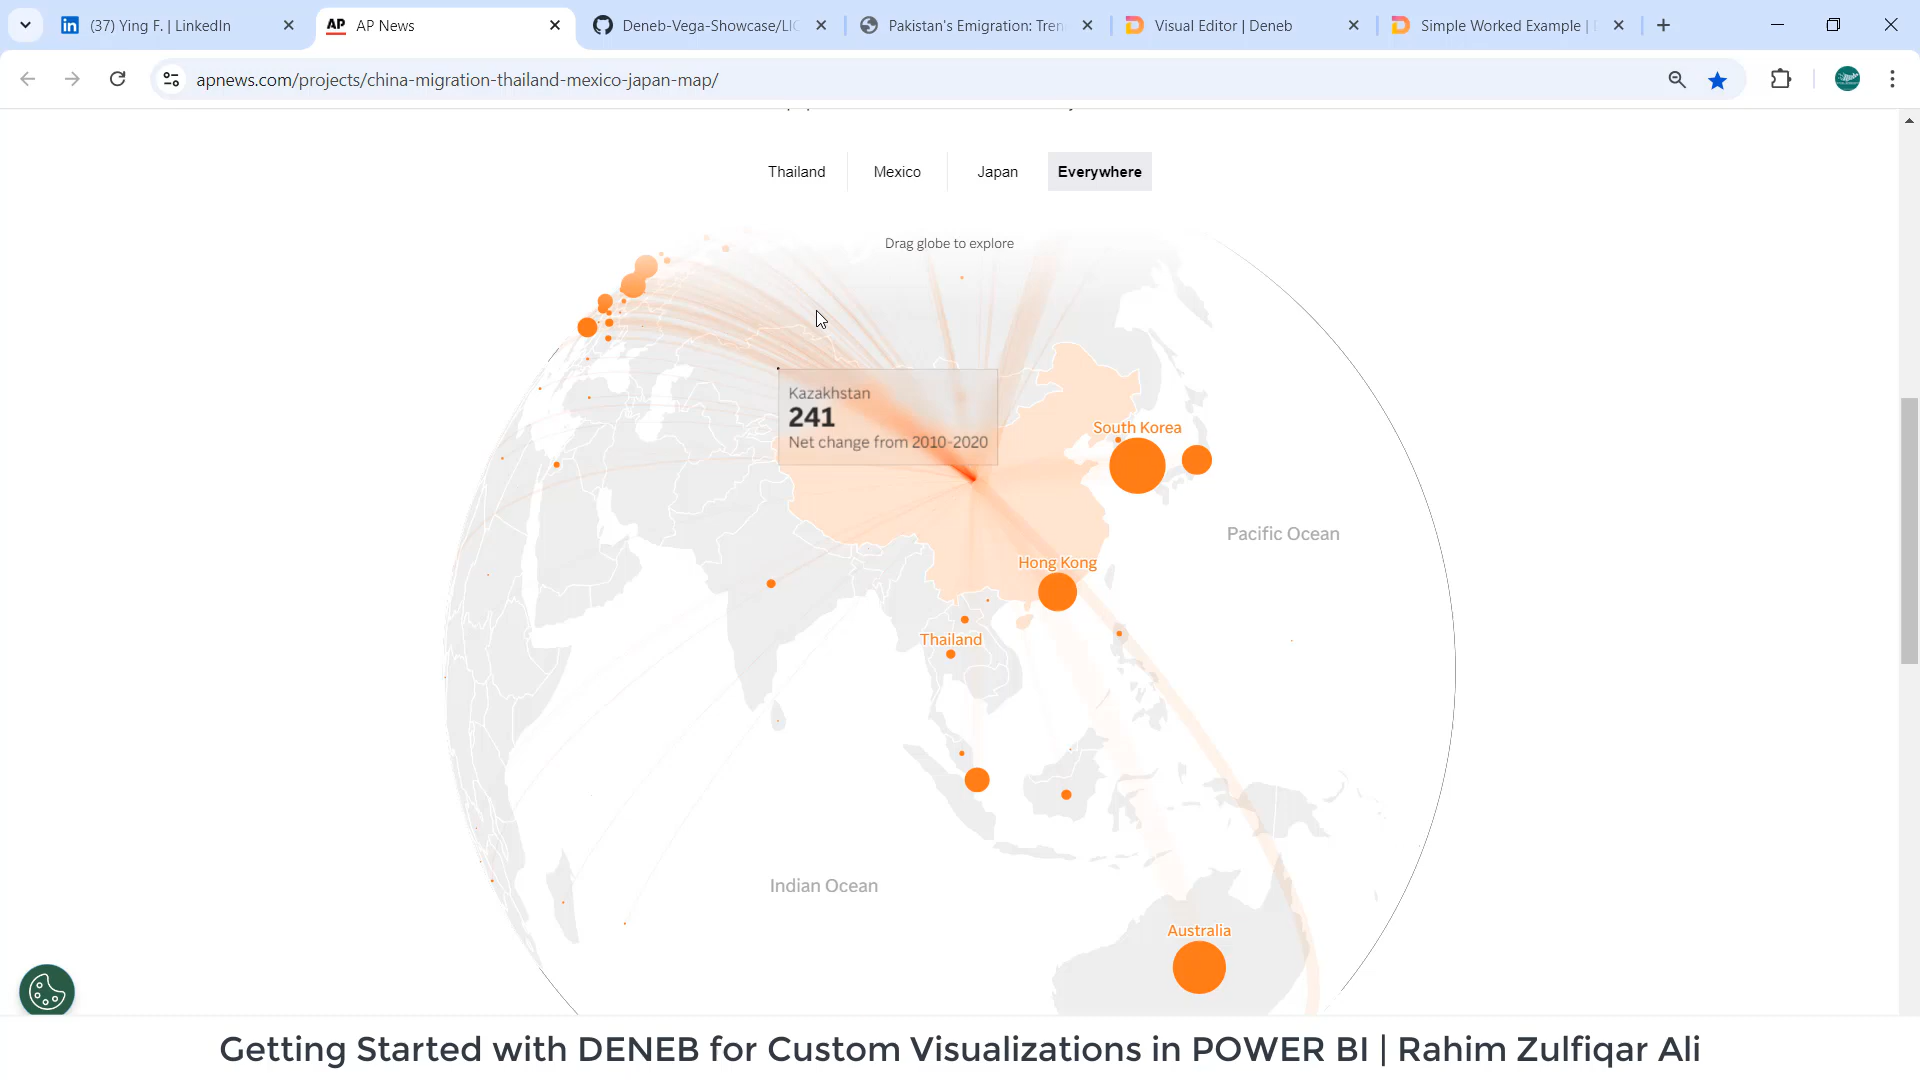 (37) Ying F. | LinkedIn
AP AP News
Deneb-Vega-Showcase/LIC
Pakistan's Emigration: Tren
Visual Editor | Deneb
Simple Worked Example |
apnews.com/projects/china-migration-thailand-mexico-japan-map/
Thailand Mexico Japan Everywhere
Drag globe to explore
Kazakhstan
241
Net change from 2010-2020
South Korea
Pacific Ocean
Hong Kong
Thailand
Indian Ocean
Australia
Getting Started with DENEB for Custom Visualizations in POWER BI | Rahim Zulfiqar Ali